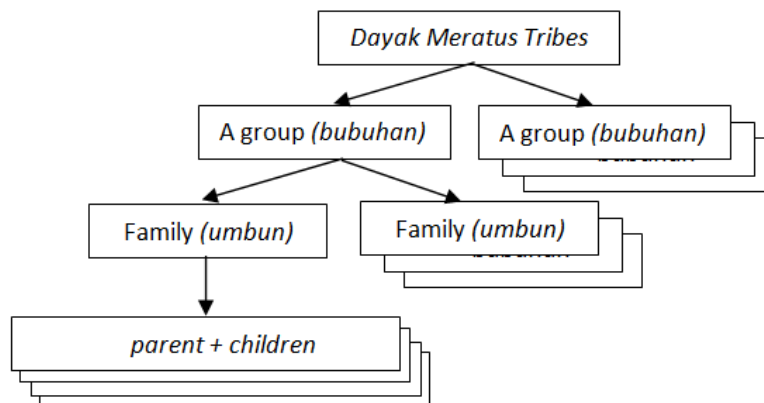 Dayak Meratus Tribes
A group (bubuhan)
A group (bubuhan)
Family (umbun)
Family (umbun)
parent + children